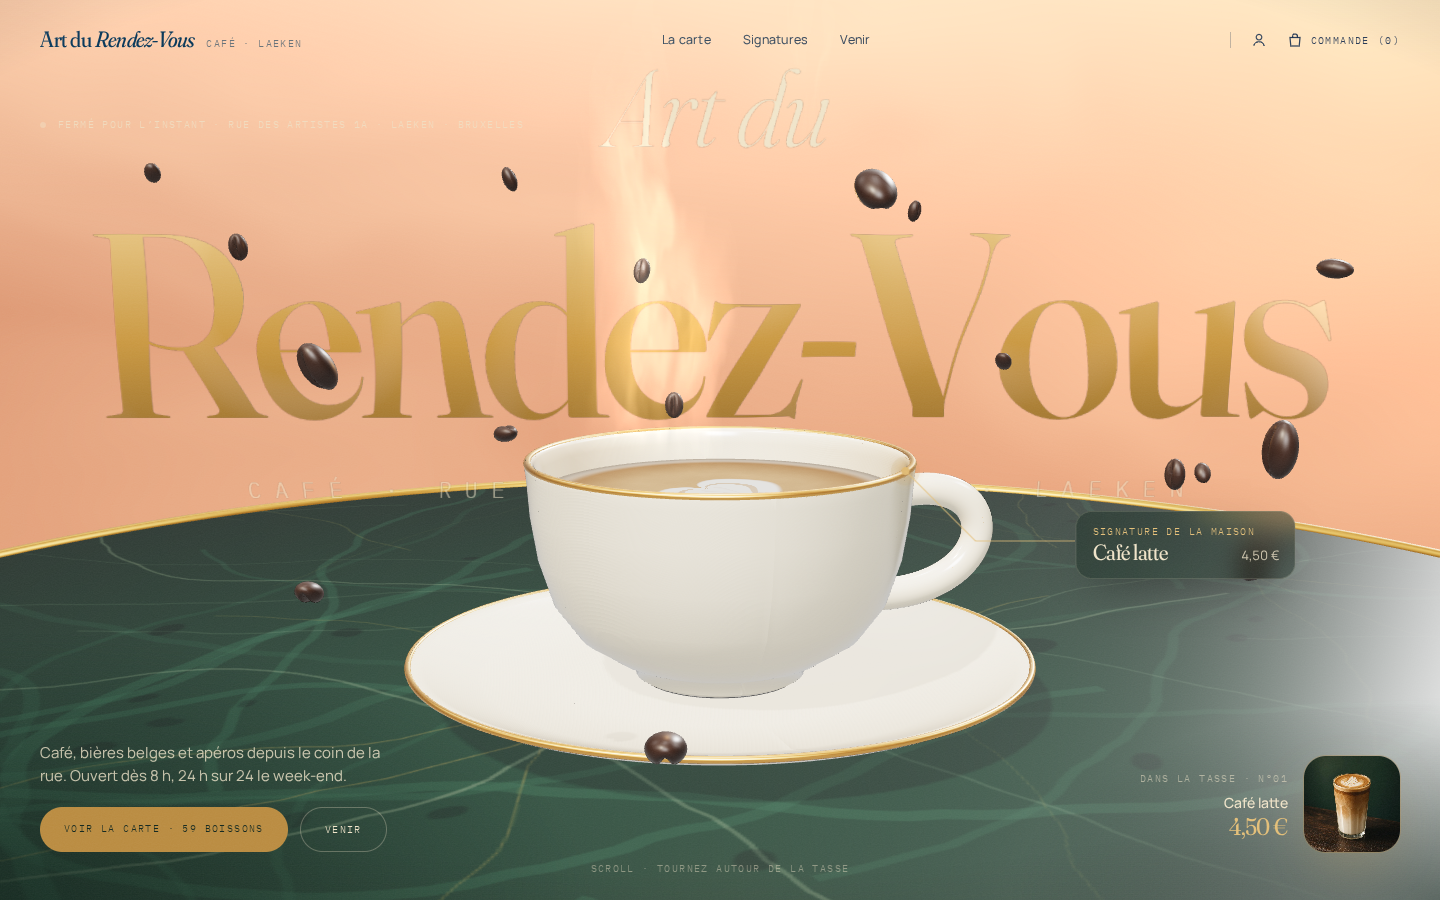 Art du Rendez-Vous CAFÉ · LAEKEN
La carte Signatures Venir
COMMANDE (0)
Art du
FERMÉ POUR L'INSTANT RUE DES ARTISTES 1A LAEKEN BRUXELLES
Rendez-Vous
CAFÉ · RUE LAEKEN
SIGNATURE DE LA MAISON
Café latte 4,50 €
Café, bières belges et apéros depuis le coin de la
rue. Ouvert dès 8 h, 24 h sur 24 le week-end.
VOIR LA CARTE · 59 BOISSONS
VENIR
DANS LA TASSE · N°01
Café latte
4,50 €
SCROLL · TOURNEZ AUTOUR DE LA TASSE